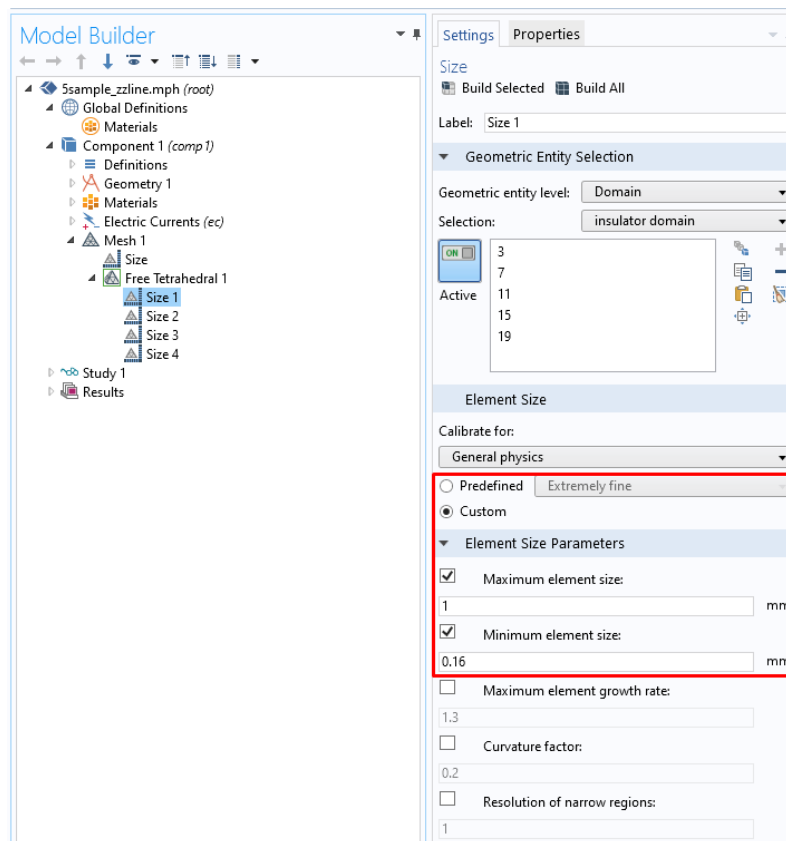 Model Builder
5sample_zzline.mph (root)
Global Definitions
Materials
Component 1 (comp1)
Definitions
Geometry 1
Materials
Electric Currents (ec)
Mesh 1
Size
Free Tetrahedral 1
Size 1
Size 2
Size 3
Size 4
Study 1
Results
Settings Properties
Size
Build Selected Build All
Label: Size 1
Geometric Entity Selection
Geometric entity level: Domain
Selection: insulator domain
ON
Active
3
7
11
15
19
Element Size
Calibrate for:
General physics
Predefined Extremely fine
Custom
Element Size Parameters
Maximum element size:
1 mm
Minimum element size:
0.16 mm
Maximum element growth rate:
1.3
Curvature factor:
0.2
Resolution of narrow regions:
1